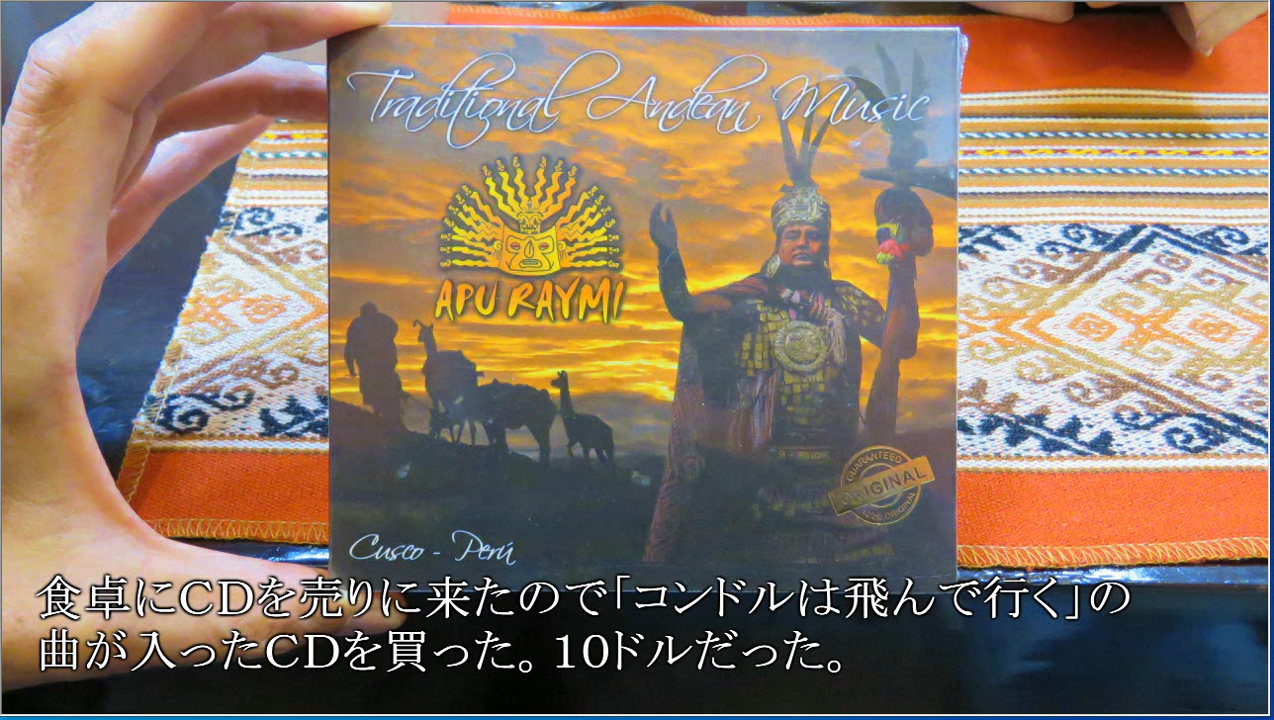 Traditional Andean Music
APU RAYMI
GUARANTEED
ORIGINAL
100% ORIGINAL
Cusco - Perú
食卓にCDを売りに来たので「コンドルは飛んで行く」の
曲が入ったCDを買った。10ドルだった。